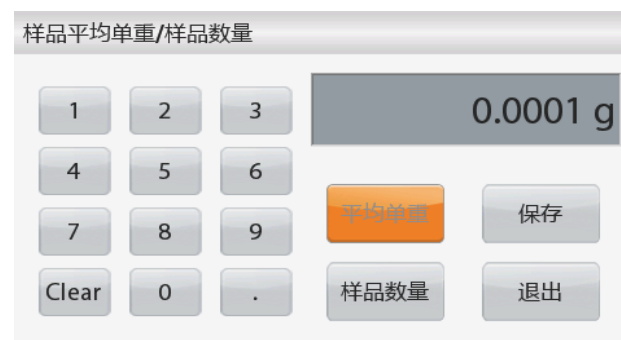 样品平均单重/样品数量
0.0001 g
1 2 3
4 5 6
7 8 9
Clear 0 .
平均单重 保存
样品数量 退出